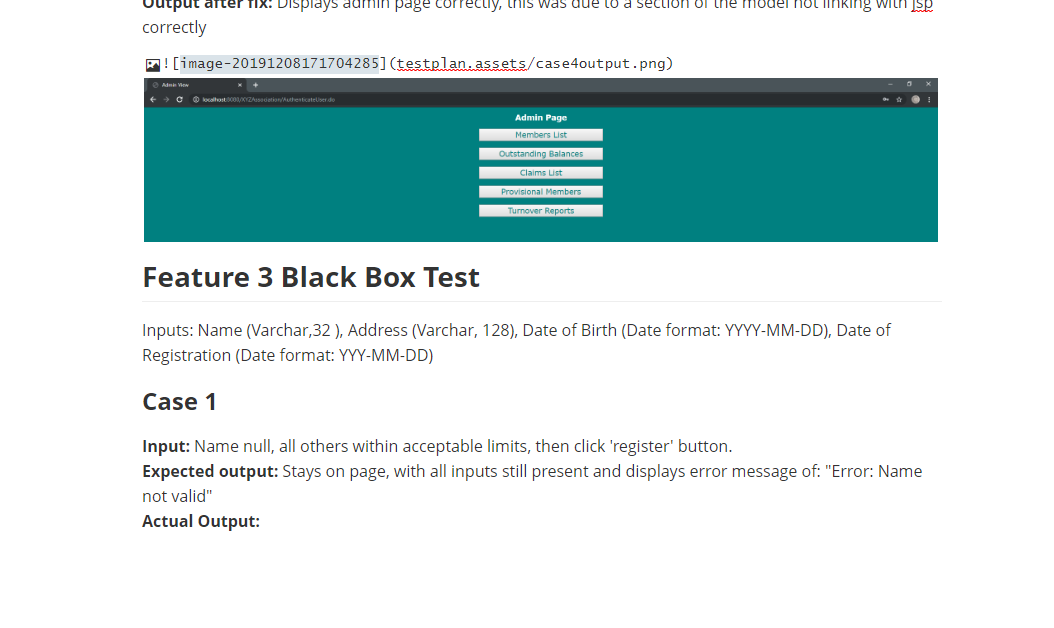 Output after fix: Displays admin page correctly, this was due to a section of the model not linking with jsp
correctly
![image-20191208171704285](testplan.assets/case4output.png)
Admin View
localhost:8080/XYZAssociation/AuthenticateUser.do
Admin Page
Members List
Outstanding Balances
Claims List
Provisional Members
Turnover Reports
Feature 3 Black Box Test
Inputs: Name (Varchar,32 ), Address (Varchar, 128), Date of Birth (Date format: YYYY-MM-DD), Date of
Registration (Date format: YYY-MM-DD)
Case 1
Input: Name null, all others within acceptable limits, then click 'register' button.
Expected output: Stays on page, with all inputs still present and displays error message of: "Error: Name
not valid"
Actual Output: